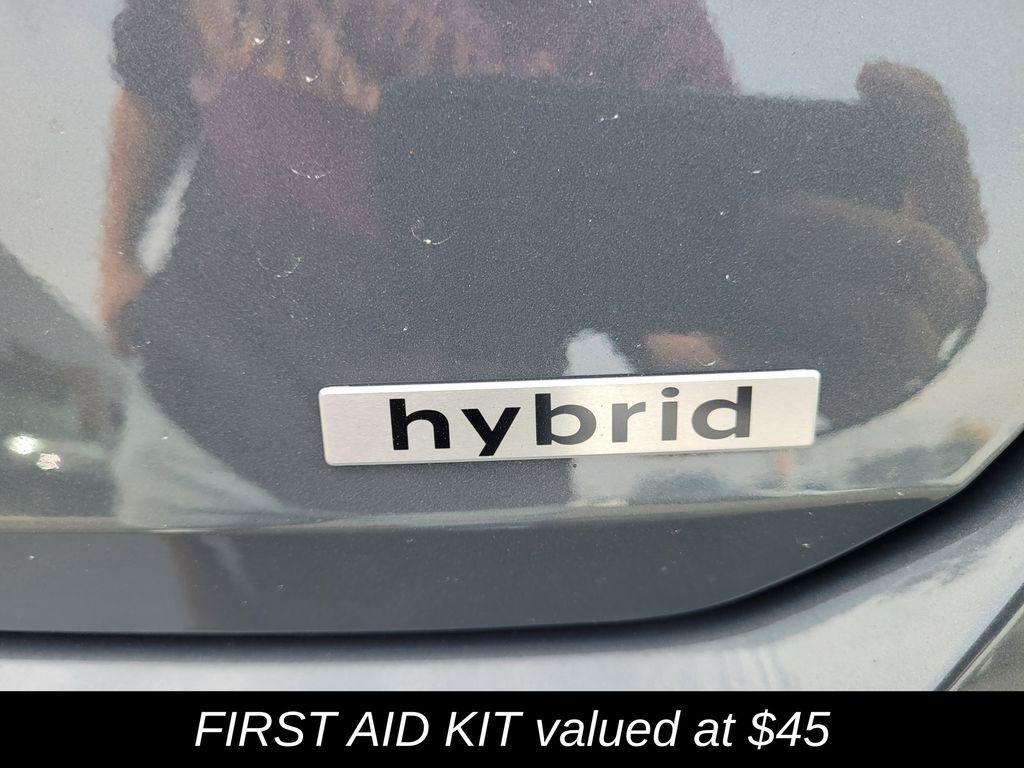 hybrid
FIRST AID KIT valued at $45